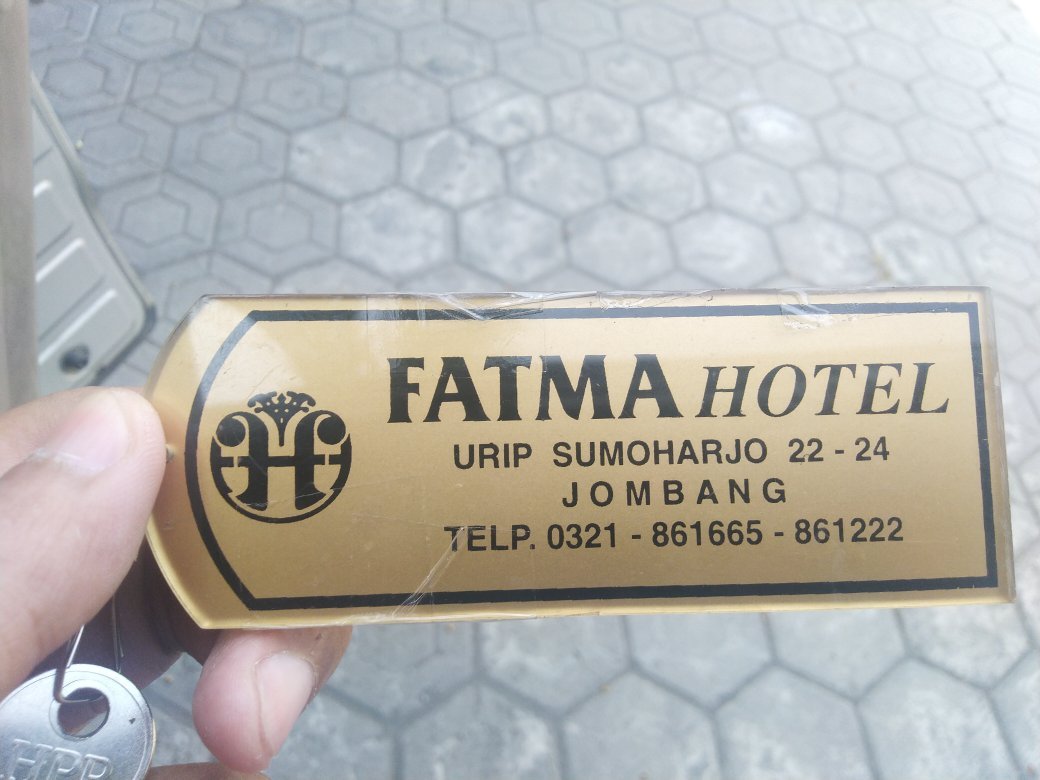 FATMA HOTEL
URIP SUMOHARJO 22 - 24
JOMBANG
TELP. 0321 - 861665 - 861222